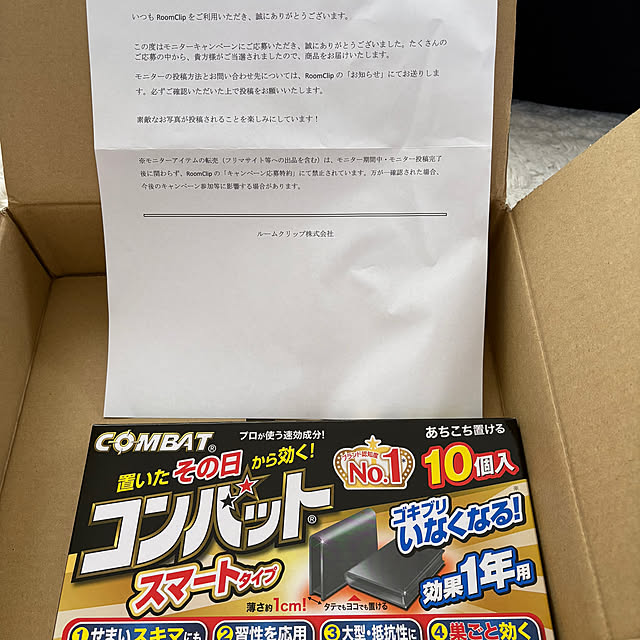 いつも RoomClip をご利用いただき、誠にありがとうございます。
この度はモニターキャンペーンにご応募いただき、誠にありがとうございました。たくさんの
ご応募の中から、貴方様がご当選されましたので、商品をお届けいたします。
モニターの投稿方法とお問い合わせ先については、RoomClip の「お知らせ」にてお送りしま
す。必ずご確認いただいた上で投稿をお願いいたします。
素敵なお写真が投稿されることを楽しみにしています！
※モニターアイテムの転売（フリマサイト等への出品を含む）は、モニター期間中・モニター投稿完了
後に関わらず、RoomClip の「キャンペーン応募特約」にて禁止されています。万が一確認された場合、
今後のキャンペーン参加等に影響する場合があります。
ルームクリップ株式会社
COMBAT®
プロが使う速効成分!
あちこち置ける
置いたその日から効く!
ブランド認知度
No.1
10個入
コンバット®
スマートタイプ
ゴキブリ
いなくなる!
効果1年用
薄さ約1cm!
タテでもヨコでも置ける
1 せまいスキマにも
2 習性を応用
3 大型・抵抗性に
4 巣ごと効く